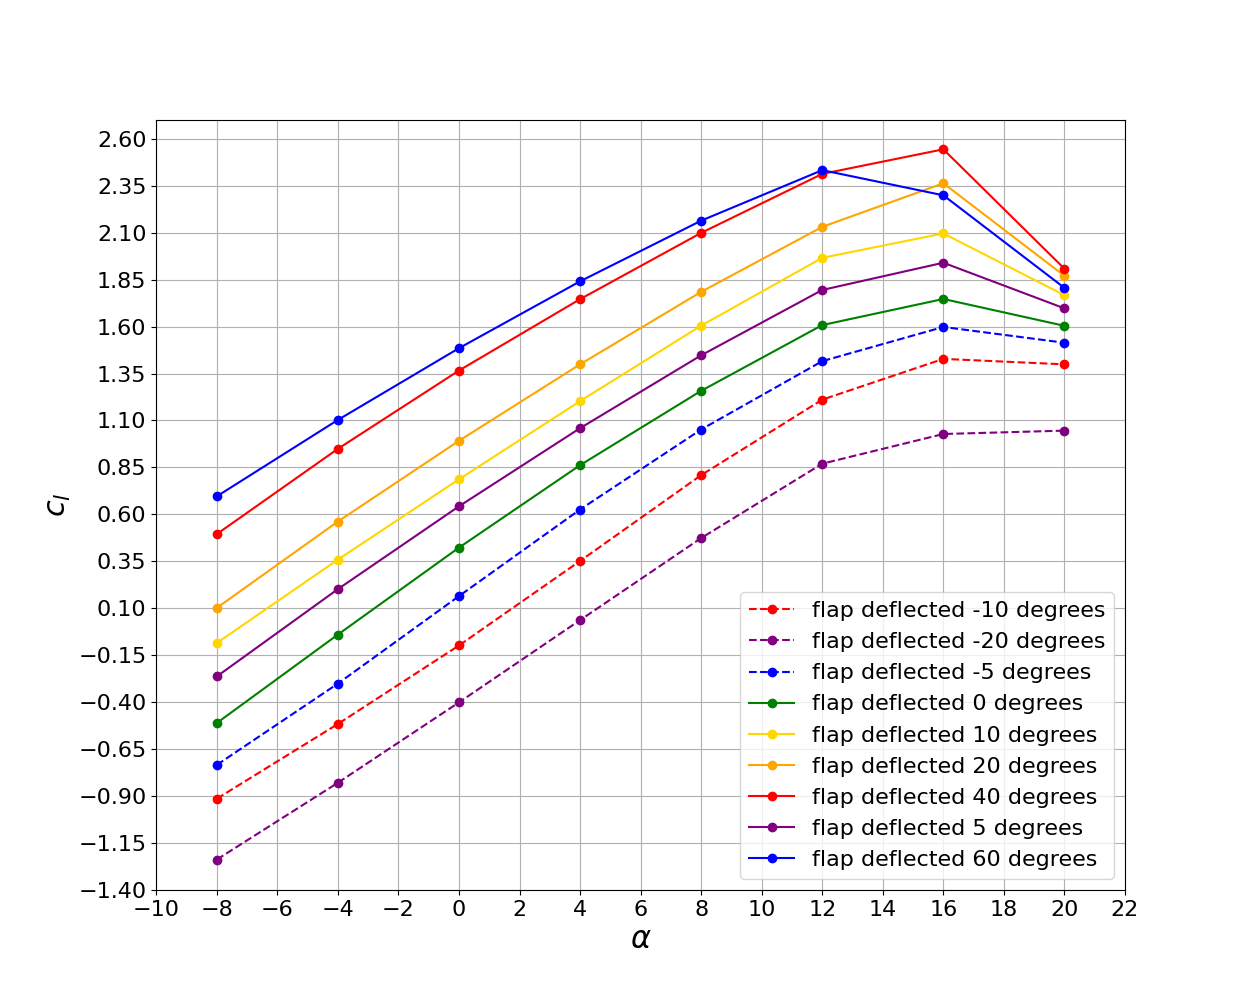 2.60
2.35
2.10
1.85
1.60
1.35
1.10
0.85
0.60
0.35
0.10
−0.15
−0.40
−0.65
−0.90
−1.15
−1.40
c_l
flap deflected -10 degrees
flap deflected -20 degrees
flap deflected -5 degrees
flap deflected 0 degrees
flap deflected 10 degrees
flap deflected 20 degrees
flap deflected 40 degrees
flap deflected 5 degrees
flap deflected 60 degrees
−10 −8 −6 −4 −2 0 2 4 6 8 10 12 14 16 18 20 22
α